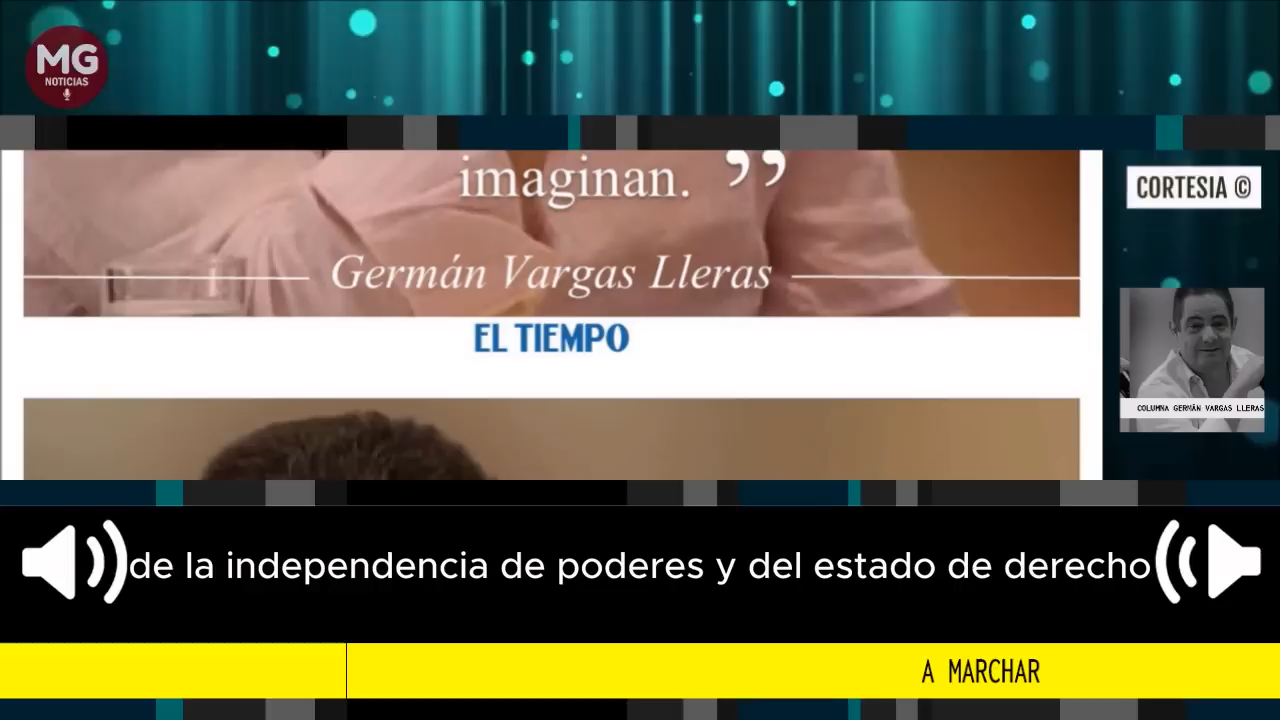 MG
NOTICIAS
imaginan. ”
Germán Vargas Lleras
EL TIEMPO
CORTESIA ©
COLUMNA GERMÁN VARGAS LLERAS
de la independencia de poderes y del estado de derecho
A MARCHAR